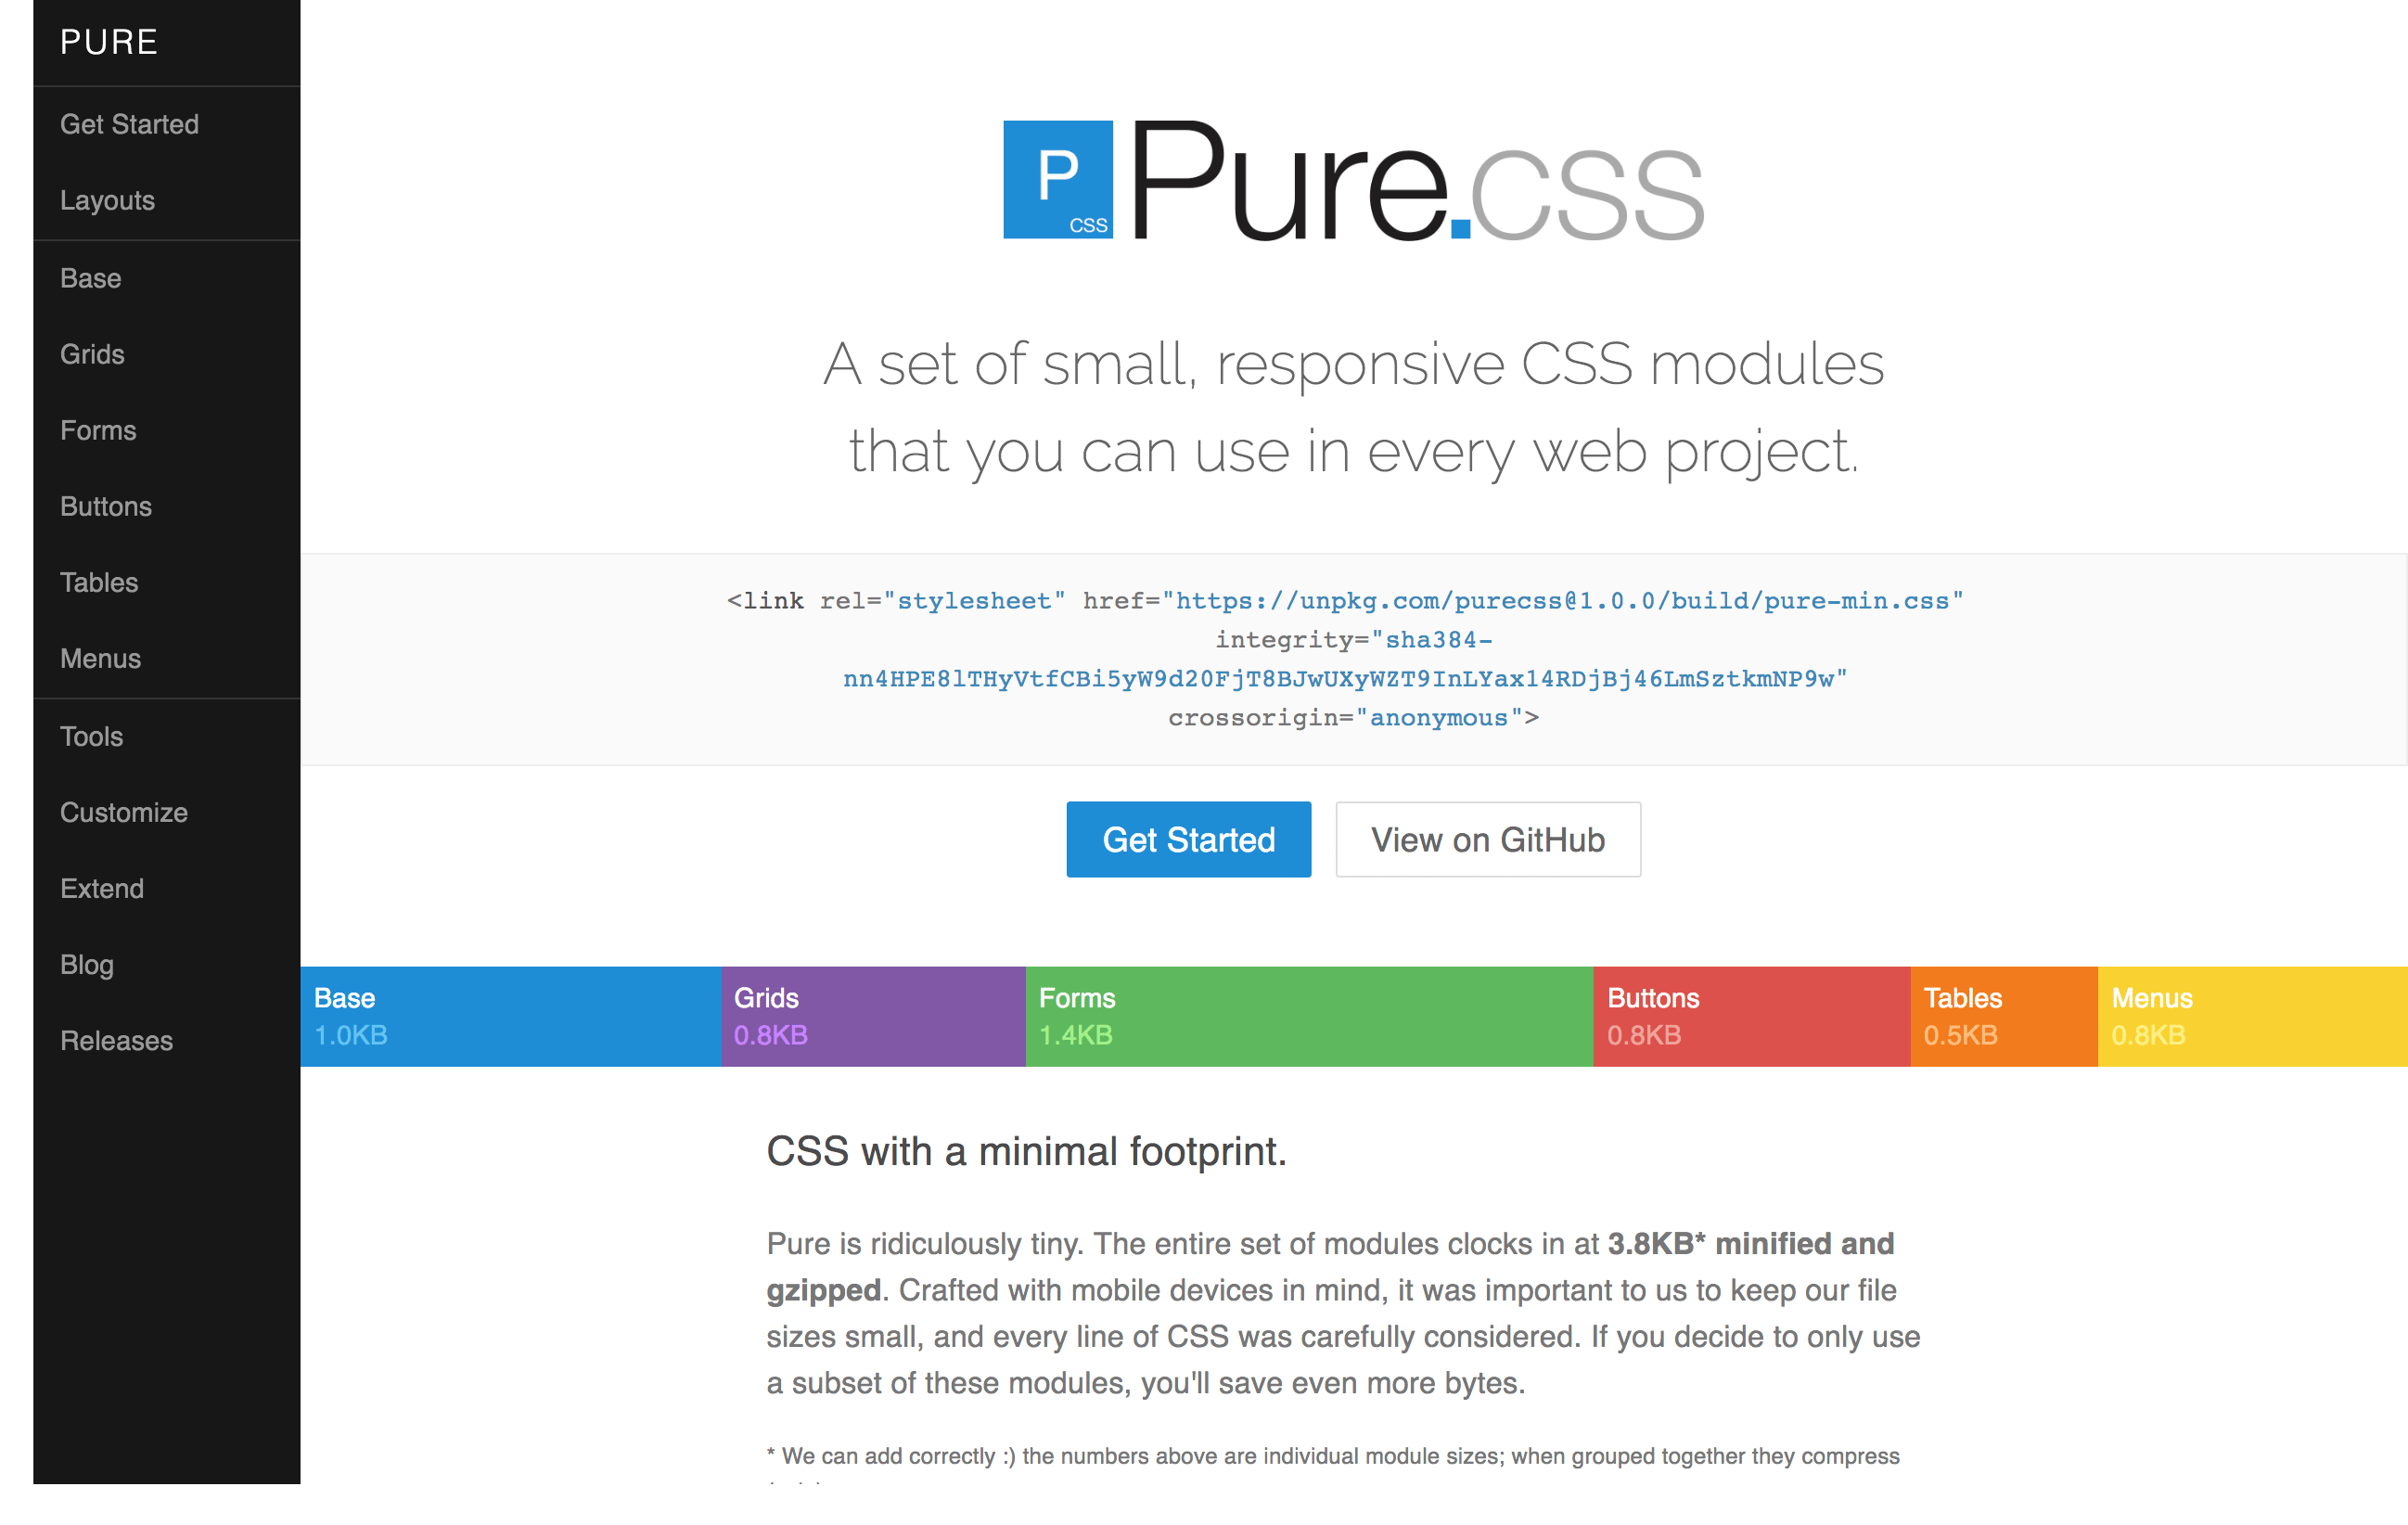 PURE
Get Started
Layouts
Base
Grids
Forms
Buttons
Tables
Menus
Tools
Customize
Extend
Blog
Releases
P
CSS
Pure.css
A set of small, responsive CSS modules
that you can use in every web project.
<link rel="stylesheet" href="https://unpkg.com/purecss@1.0.0/build/pure-min.css"
integrity="sha384-
nn4HPE8lTHyVtfCBi5yW9d20FjT8BJwUXyWZT9InLYax14RDjBj46LmSztkmNP9w"
crossorigin="anonymous">
Get Started
View on GitHub
Base
1.0KB
Grids
0.8KB
Forms
1.4KB
Buttons
0.8KB
Tables
0.5KB
Menus
0.8KB
CSS with a minimal footprint.
Pure is ridiculously tiny. The entire set of modules clocks in at 3.8KB* minified and
gzipped. Crafted with mobile devices in mind, it was important to us to keep our file
sizes small, and every line of CSS was carefully considered. If you decide to only use
a subset of these modules, you'll save even more bytes.
* We can add correctly :) the numbers above are individual module sizes; when grouped together they compress